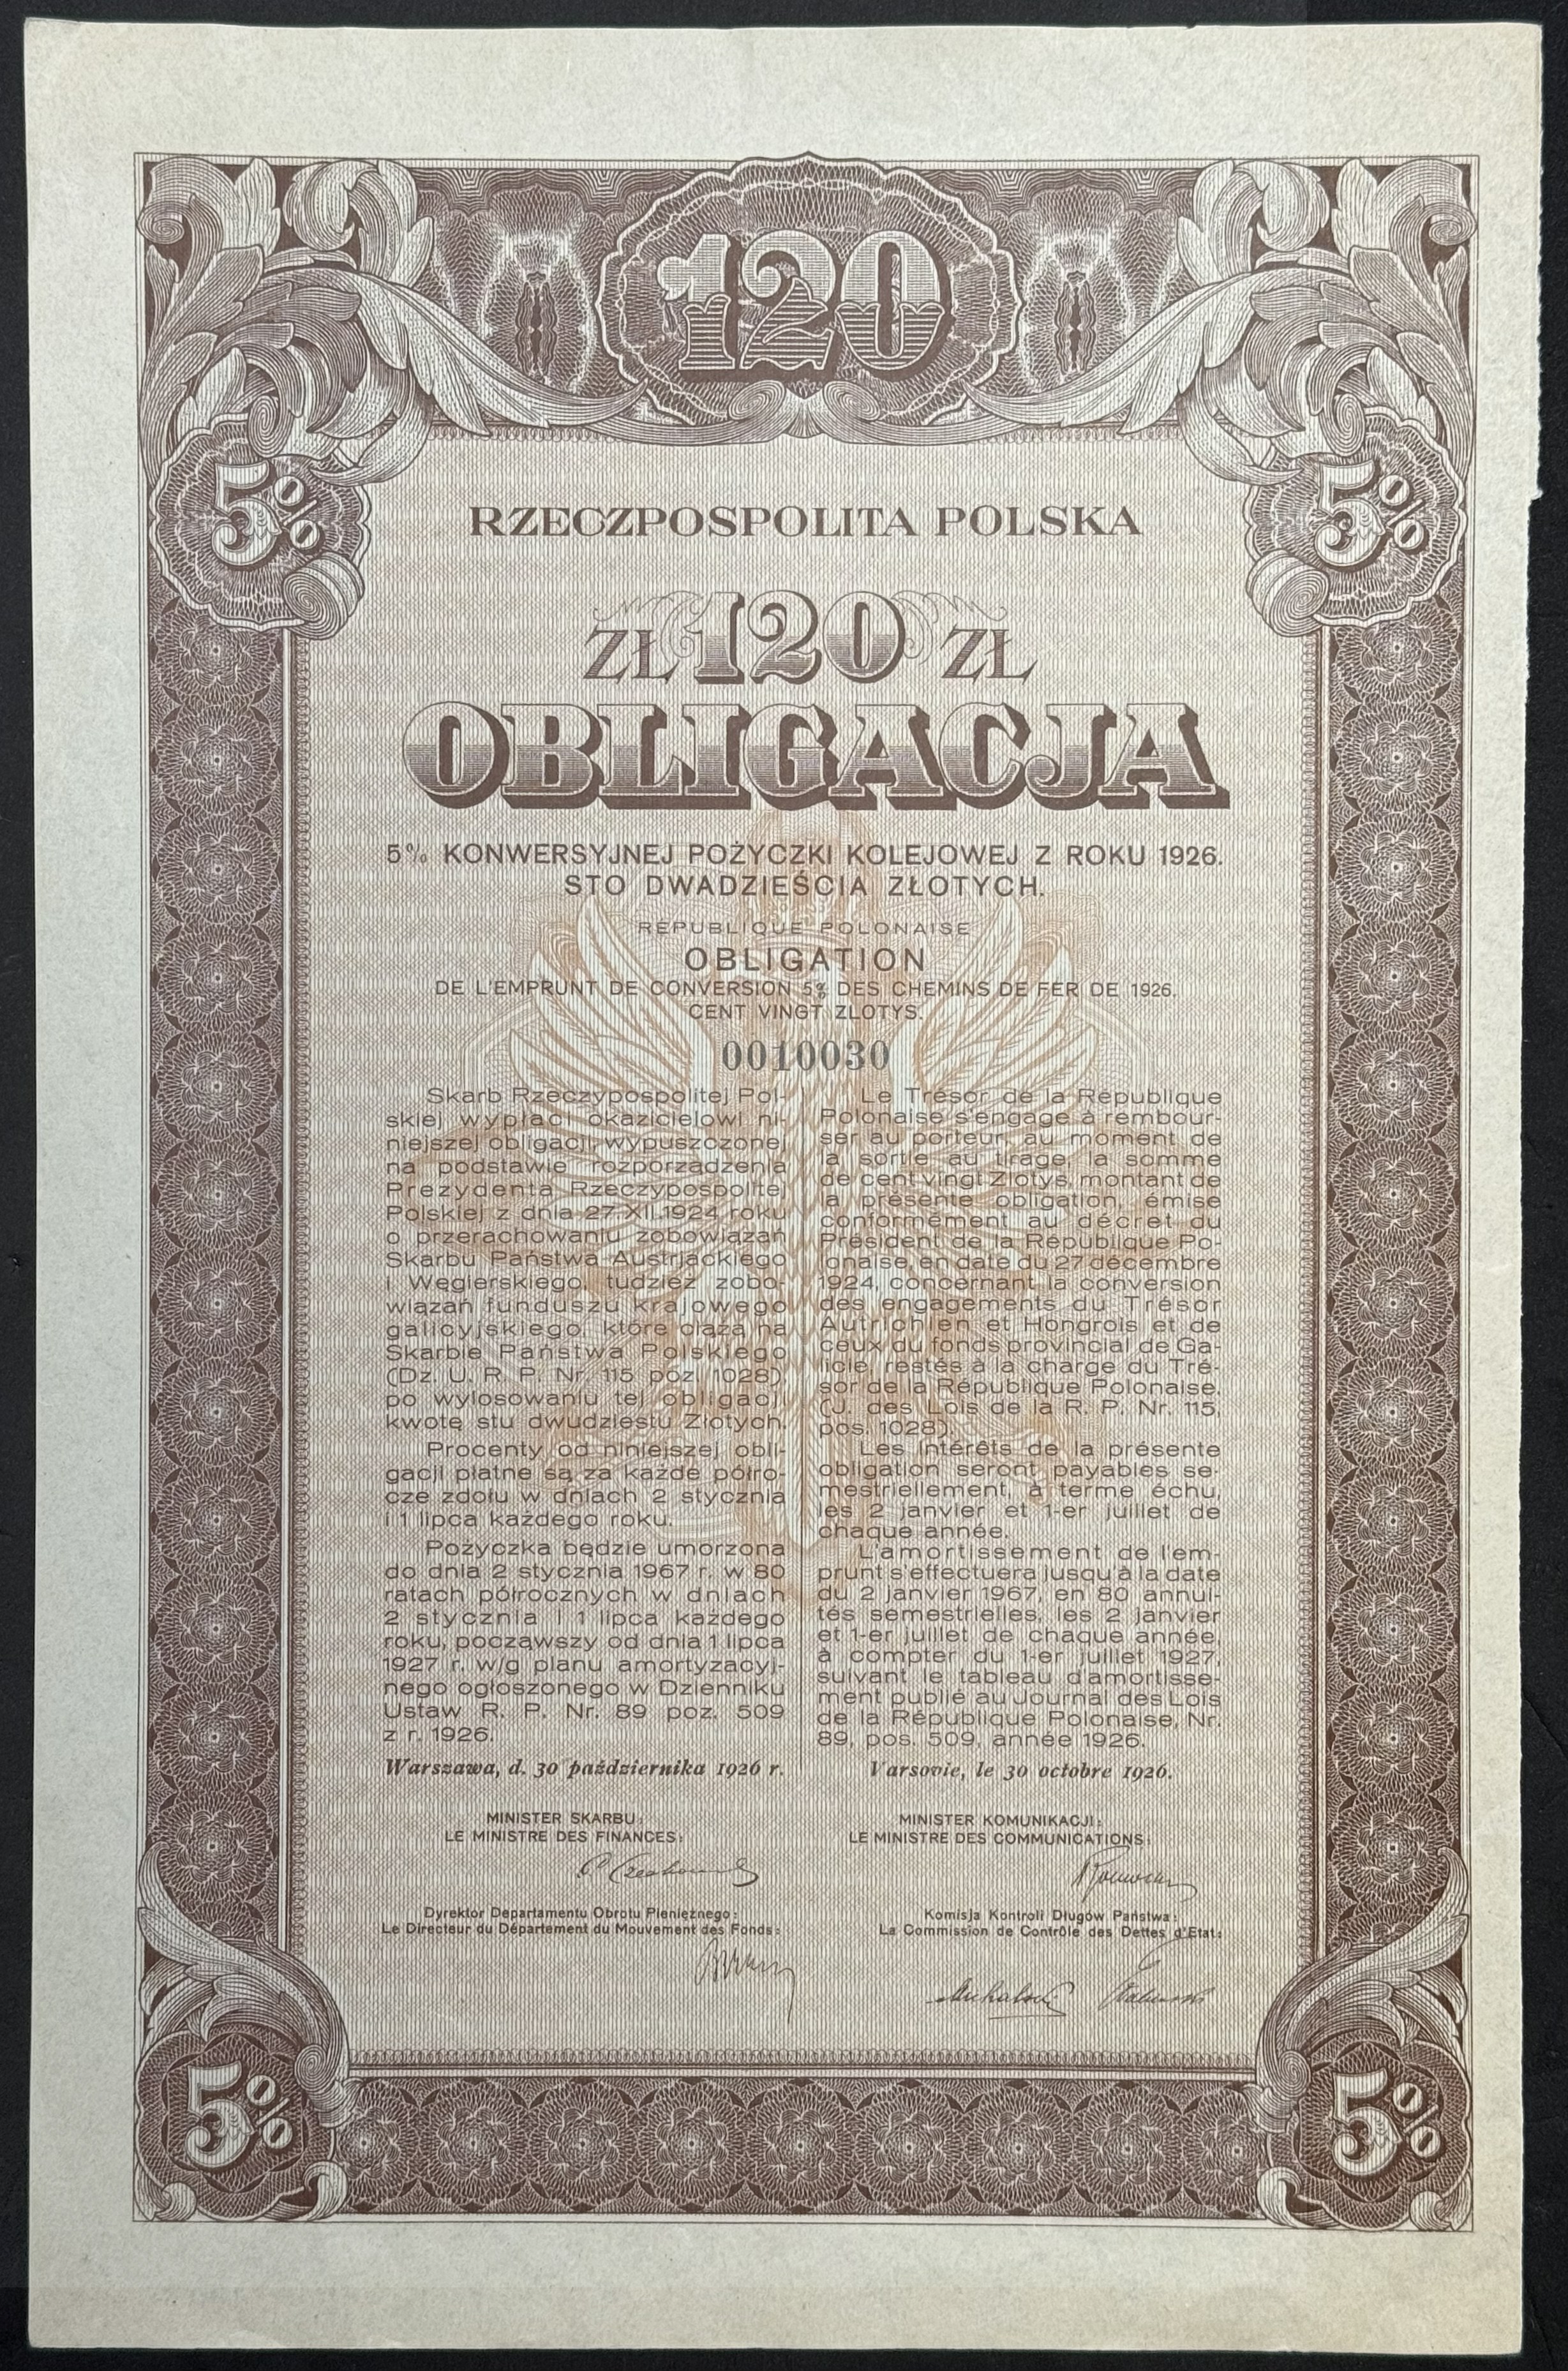 120
5%
5%
RZECZPOSPOLITA POLSKA
ZŁ 120 ZŁ
OBLIGACJA
5% KONWERSYJNEJ POŻYCZKI KOLEJOWEJ Z ROKU 1926.
STO DWADZIEŚCIA ZŁOTYCH.
REPUBLIQUE POLONAISE
OBLIGATION
DE L'EMPRUNT DE CONVERSION 5% DES CHEMINS DE FER DE 1926.
CENT VINGT ZLOTYS.
0010030
Skarb Rzeczypospolitej Pol-
skiej wypłaci okazicielowi ni-
niejszej obligacji, wypuszczonej
na podstawie rozporządzenia
Prezydenta Rzeczypospolitej
Polskiej z dnia 27.XII.1924 roku
o przerachowaniu zobowiązań
Skarbu Państwa Austrjackiego
i Węgierskiego, tudzież zobo-
wiązań funduszu krajowego
galicyjskiego, które ciążą na
Skarbie Państwa Polskiego
(Dz. U. R. P. Nr. 115 poz. 1028),
po wylosowaniu tej obligacji,
kwotę stu dwudziestu Złotych.
Procenty od niniejszej obli-
gacji płatne są za każde półro-
cze zdołu w dniach 2 stycznia
i 1 lipca każdego roku.
Pożyczka będzie umorzona
do dnia 2 stycznia 1967 r. w 80
ratach półrocznych w dniach
2 stycznia i 1 lipca każdego
roku, począwszy od dnia 1 lipca
1927 r. w/g planu amortyzacyj-
nego ogłoszonego w Dzienniku
Ustaw R. P. Nr. 89 poz. 509
z r. 1926.
Warszawa, d. 30 października 1926 r.
Le Trésor de la République
Polonaise s'engage à rembour-
ser au porteur, au moment de
la sortie au tirage, la somme
de cent vingt Zlotys, montant de
la présente obligation, émise
conformément au décret du
Président de la République Po-
lonaise, en date du 27 décembre
1924, concernant la conversion
des engagements du Trésor
Autrichien et Hongrois et de
ceux du fonds provincial de Ga-
licie, restés à la charge du Tré-
sor de la République Polonaise.
(J. des Lois de la R. P. Nr. 115,
pos. 1028).
Les intérêts de la présente
obligation seront payables se-
mestriellement, à terme échu,
les 2 janvier et 1-er juillet de
chaque année.
L'amortissement de l'em-
prunt s'effectuera jusqu'à la date
du 2 janvier 1967, en 80 annui-
tés semestrielles, les 2 janvier
et 1-er juillet de chaque année,
à compter du 1-er juillet 1927,
suivant le tableau d'amortisse-
ment publié au Journal des Lois
de la République Polonaise, Nr.
89, pos. 509, année 1926.
Varsovie, le 30 octobre 1926.
MINISTER SKARBU:
LE MINISTRE DES FINANCES:
MINISTER KOMUNIKACJI:
LE MINISTRE DES COMMUNICATIONS:
Dyrektor Departamentu Obrotu Pieniężnego:
Le Directeur du Département du Mouvement des Fonds:
Komisja Kontroli Długów Państwa:
La Commission de Contrôle des Dettes d'Etat:
5%
5%